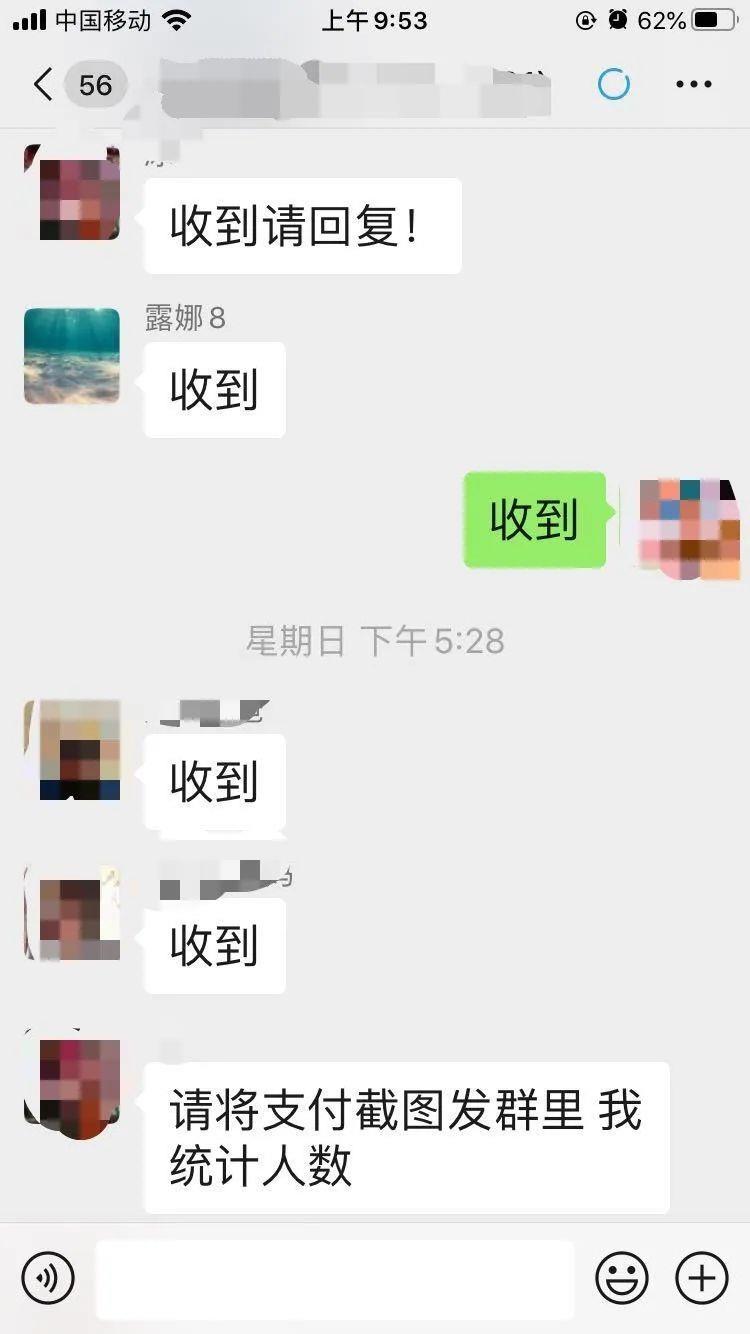 中国移动 上午9:53 62%
56
收到请回复！
露娜8
收到
收到
星期日 下午5:28
收到
收到
请将支付截图发群里 我
统计人数